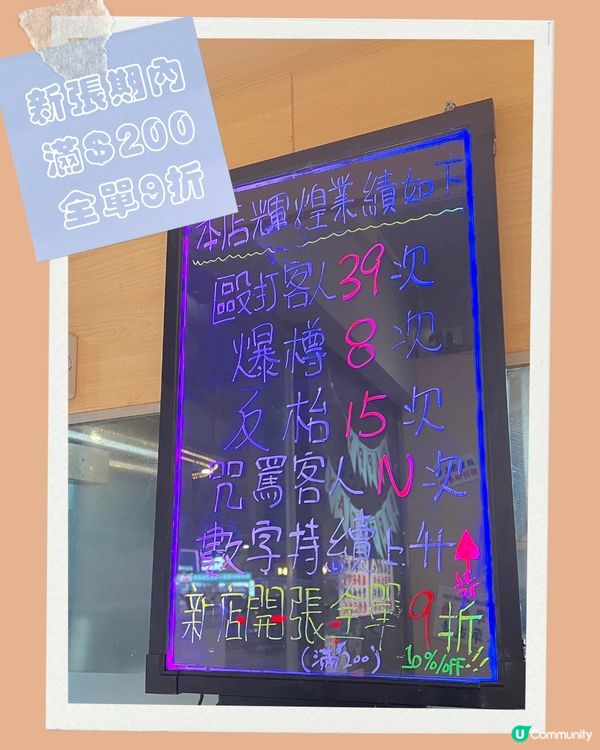 新張期內
滿$200
全單9折
本店輝煌業績如下
毆打客人39次
爆樽8次
反枱15次
咒罵客人N次
數字持續上升
新店開張全單9折
(滿200)
10%OFF!!
U Community